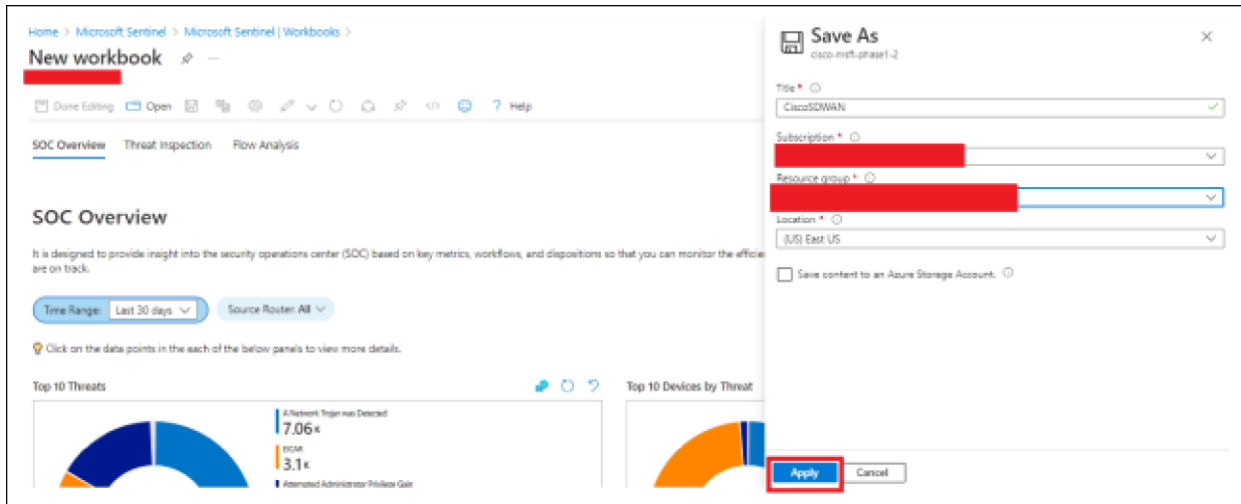 Home > Microsoft Sentinel > Microsoft Sentinel | Workbooks >
New workbook
Done Editing Open ? Help
SOC Overview Threat Inspection Flow Analysis
SOC Overview
It is designed to provide insight into the security operations center (SOC) based on key metrics, workflows, and dispositions so that you can monitor the efficie
are on track.
Time Range: Last 30 days Source Router: All
Click on the data points in the each of the below panels to view more details.
Top 10 Threats Top 10 Devices by Threat
A Network Trojan was Detected
7.06K
EICAR
3.1K
Attempted Administrator Privilege Gain
Save As
cisco-msft-phase1-2
Title *
CiscoSDWAN
Subscription *
Resource group *
Location *
(US) East US
Save content to an Azure Storage Account.
Apply Cancel